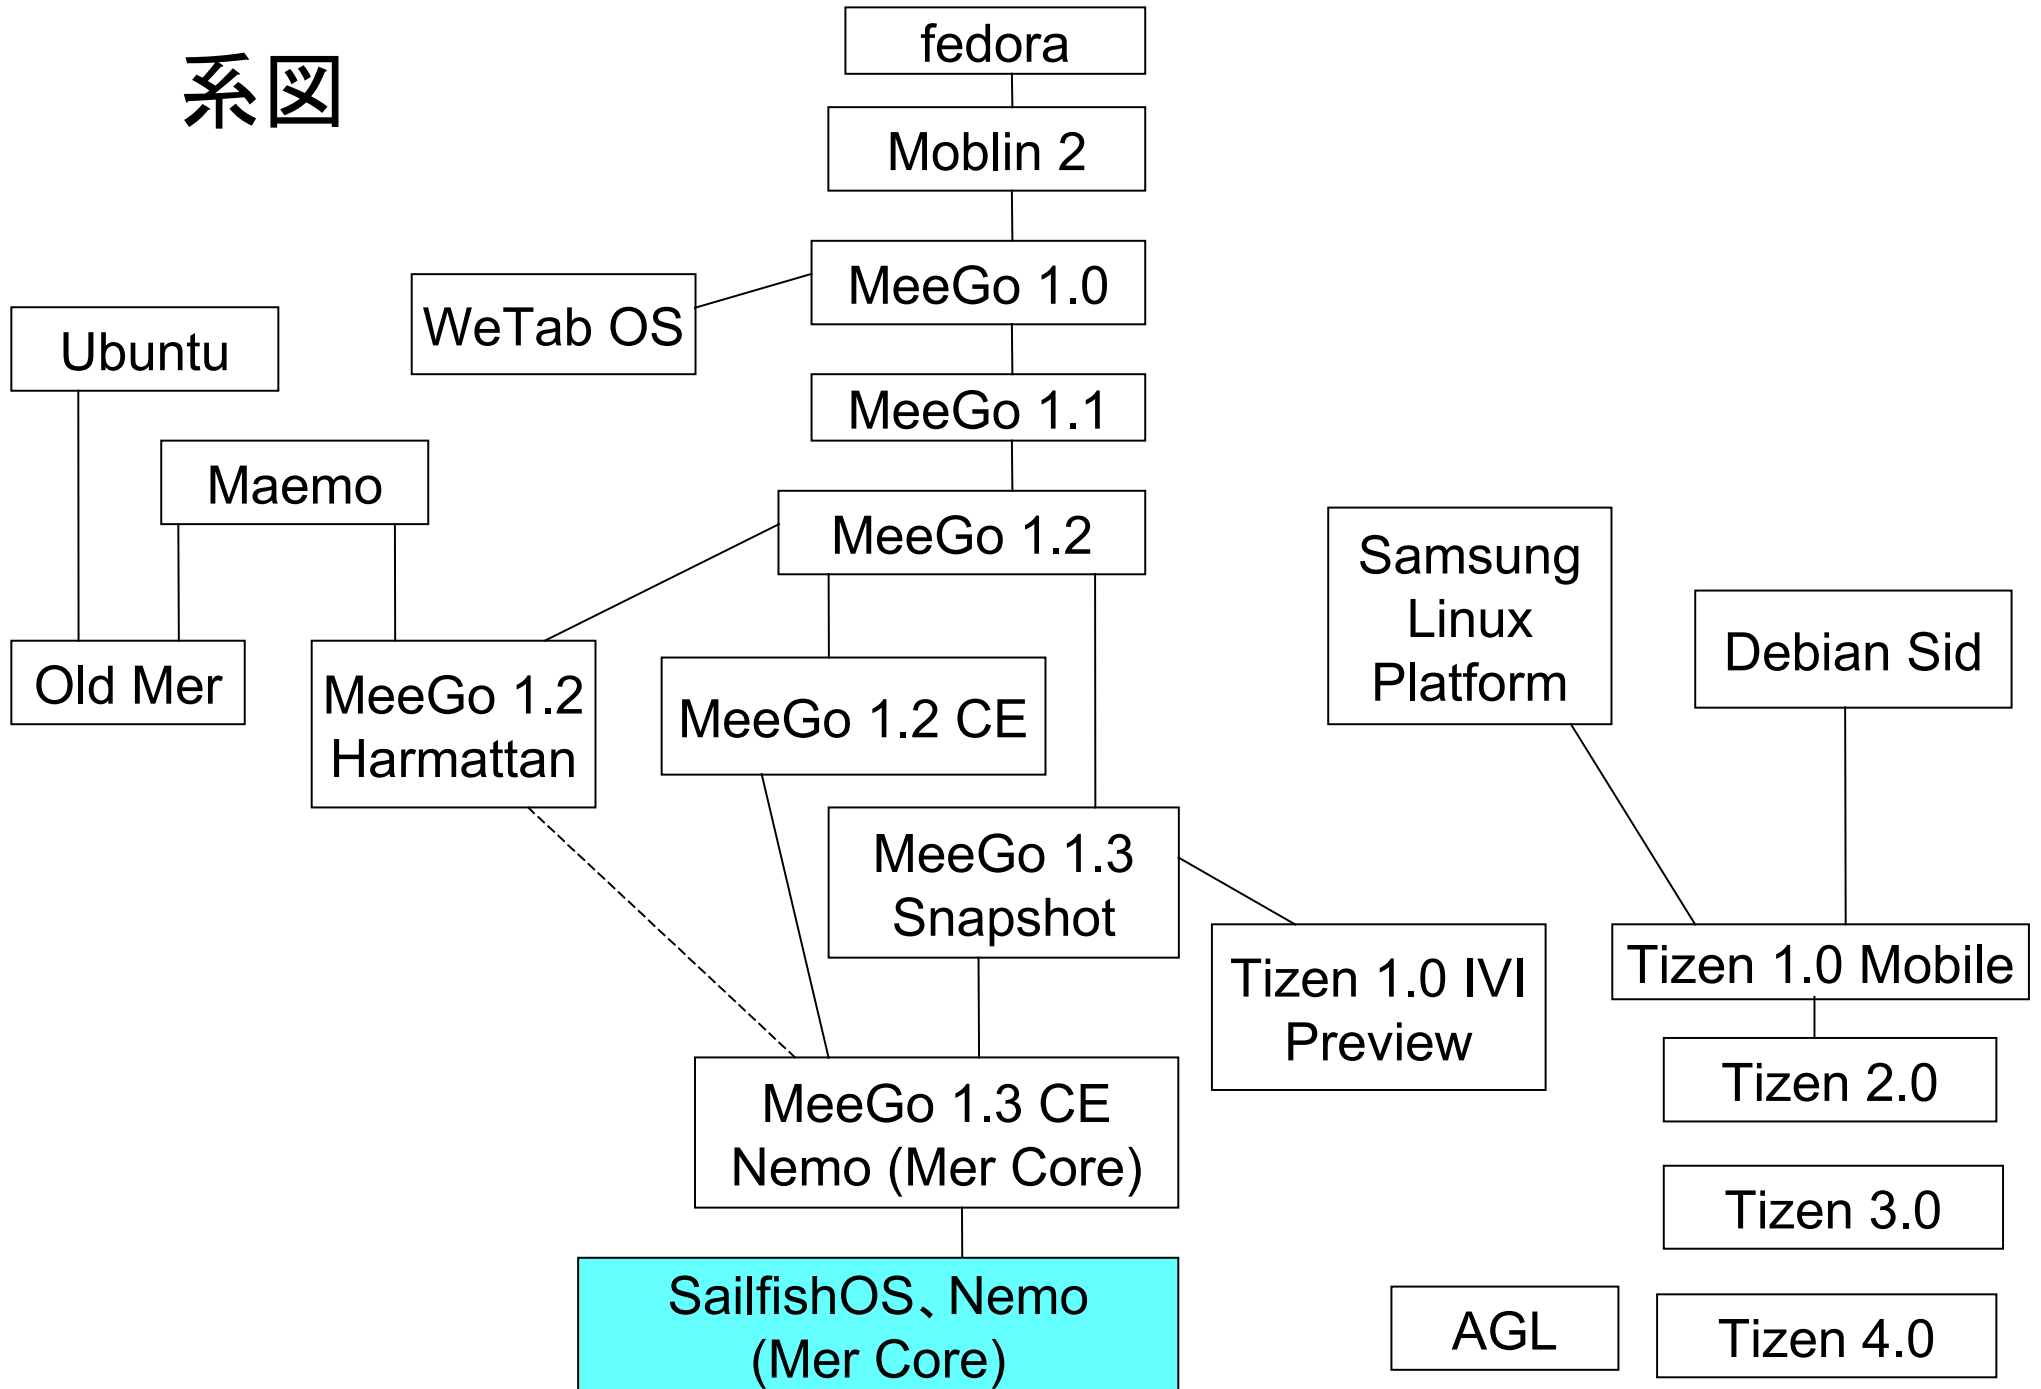 系図
fedora
Moblin 2
MeeGo 1.0
WeTab OS
Ubuntu
MeeGo 1.1
Maemo
MeeGo 1.2
Samsung
Linux
Platform
Debian Sid
Old Mer
MeeGo 1.2
Harmattan
MeeGo 1.2 CE
MeeGo 1.3
Snapshot
Tizen 1.0 IVI
Preview
Tizen 1.0 Mobile
MeeGo 1.3 CE
Nemo (Mer Core)
Tizen 2.0
Tizen 3.0
SailfishOS、Nemo
(Mer Core)
AGL
Tizen 4.0